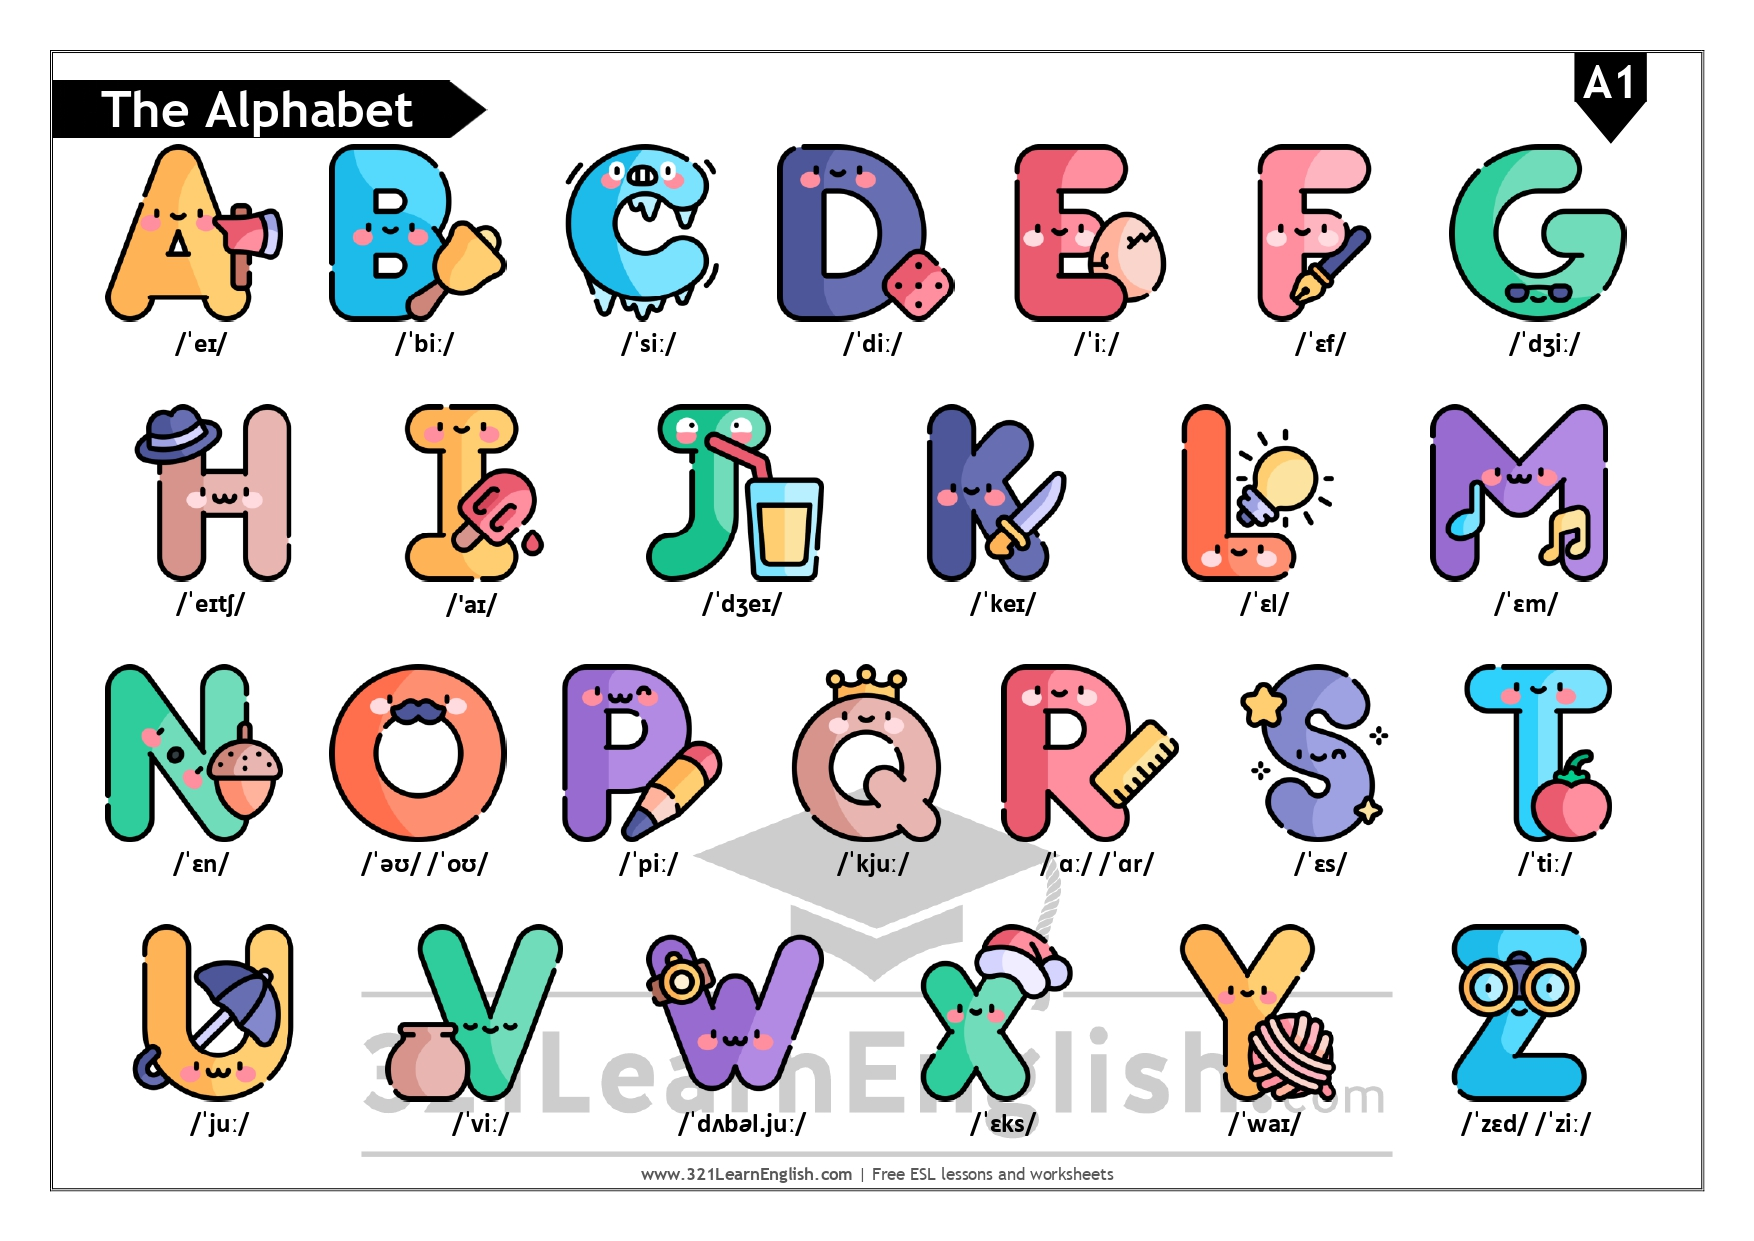 A1
The Alphabet
A B C D E F G
/ˈeɪ/ /ˈbiː/ /ˈsiː/ /ˈdiː/ /ˈiː/ /ˈɛf/ /ˈdʒiː/
H I J K L M
/ˈeɪtʃ/ /'aɪ/ /ˈdʒeɪ/ /ˈkeɪ/ /ˈɛl/ /ˈɛm/
N O P Q R S T
/ˈɛn/ /ˈəʊ/ /ˈoʊ/ /ˈpiː/ /ˈkjuː/ /ˈɑː/ /ˈɑr/ /ˈɛs/ /ˈtiː/
U V W X Y Z
321LearnEnglish.com
/ˈjuː/ /ˈviː/ /ˈdʌbəl.juː/ /ˈɛks/ /ˈwaɪ/ /ˈzɛd/ /ˈziː/
www.321LearnEnglish.com | Free ESL lessons and worksheets